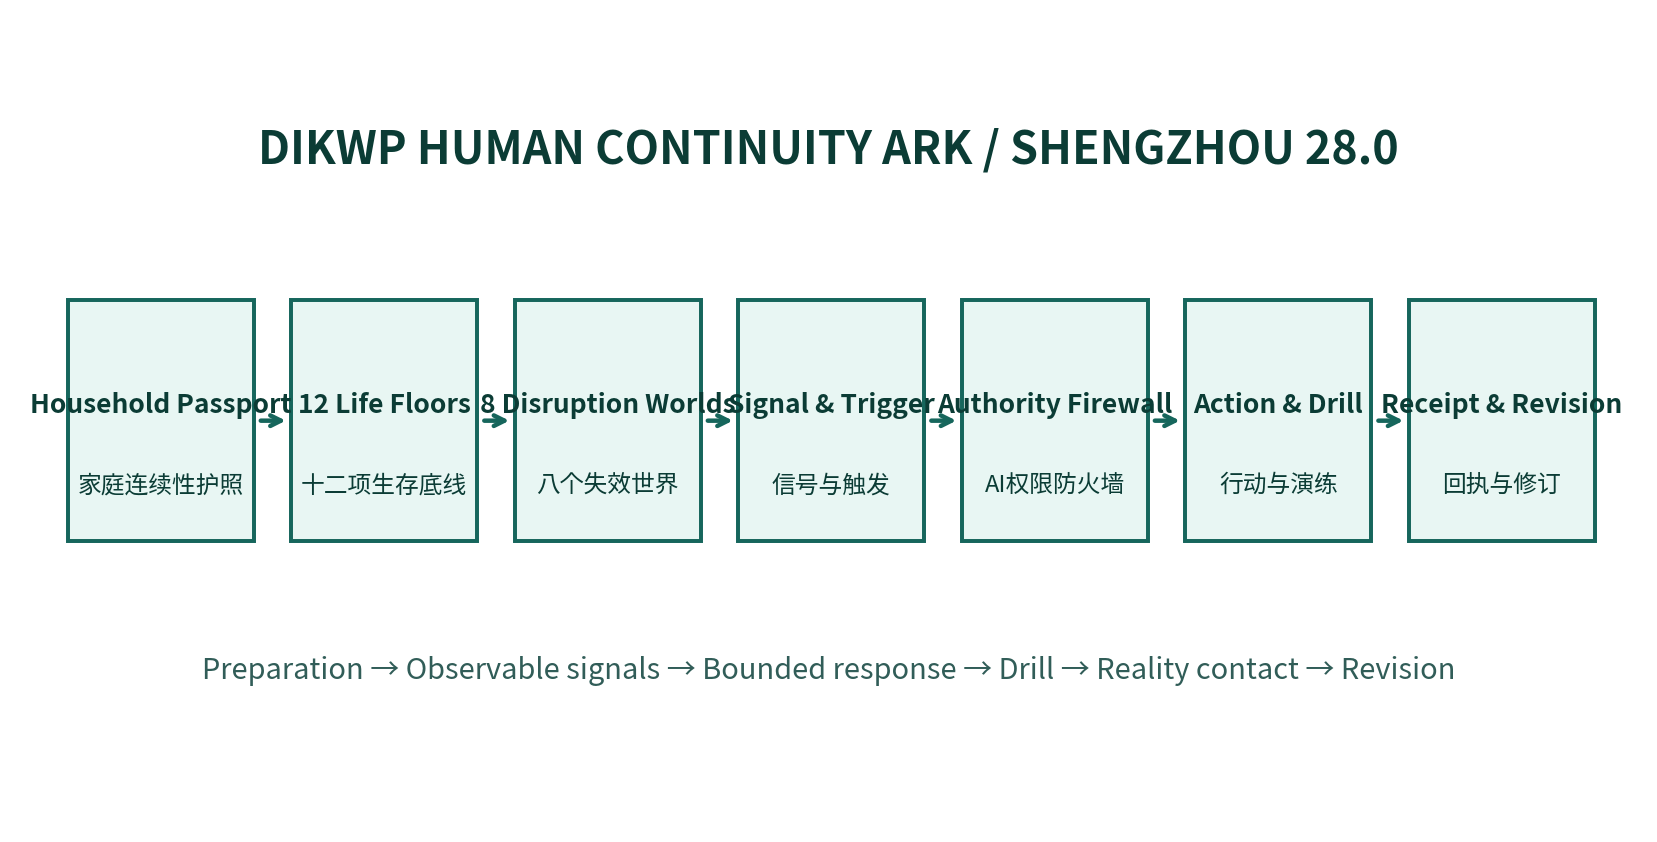 DIKWP HUMAN CONTINUITY ARK / SHENGZHOU 28.0
Household Passport
家庭连续性护照
12 Life Floors
十二项生存底线
8 Disruption Worlds
八个失效世界
Signal & Trigger
信号与触发
Authority Firewall
AI权限防火墙
Action & Drill
行动与演练
Receipt & Revision
回执与修订
Preparation → Observable signals → Bounded response → Drill → Reality contact → Revision